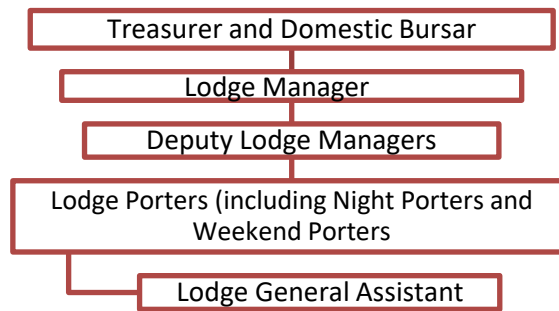 Treasurer and Domestic Bursar
Lodge Manager
Deputy Lodge Managers
Lodge Porters (including Night Porters and
Weekend Porters
Lodge General Assistant